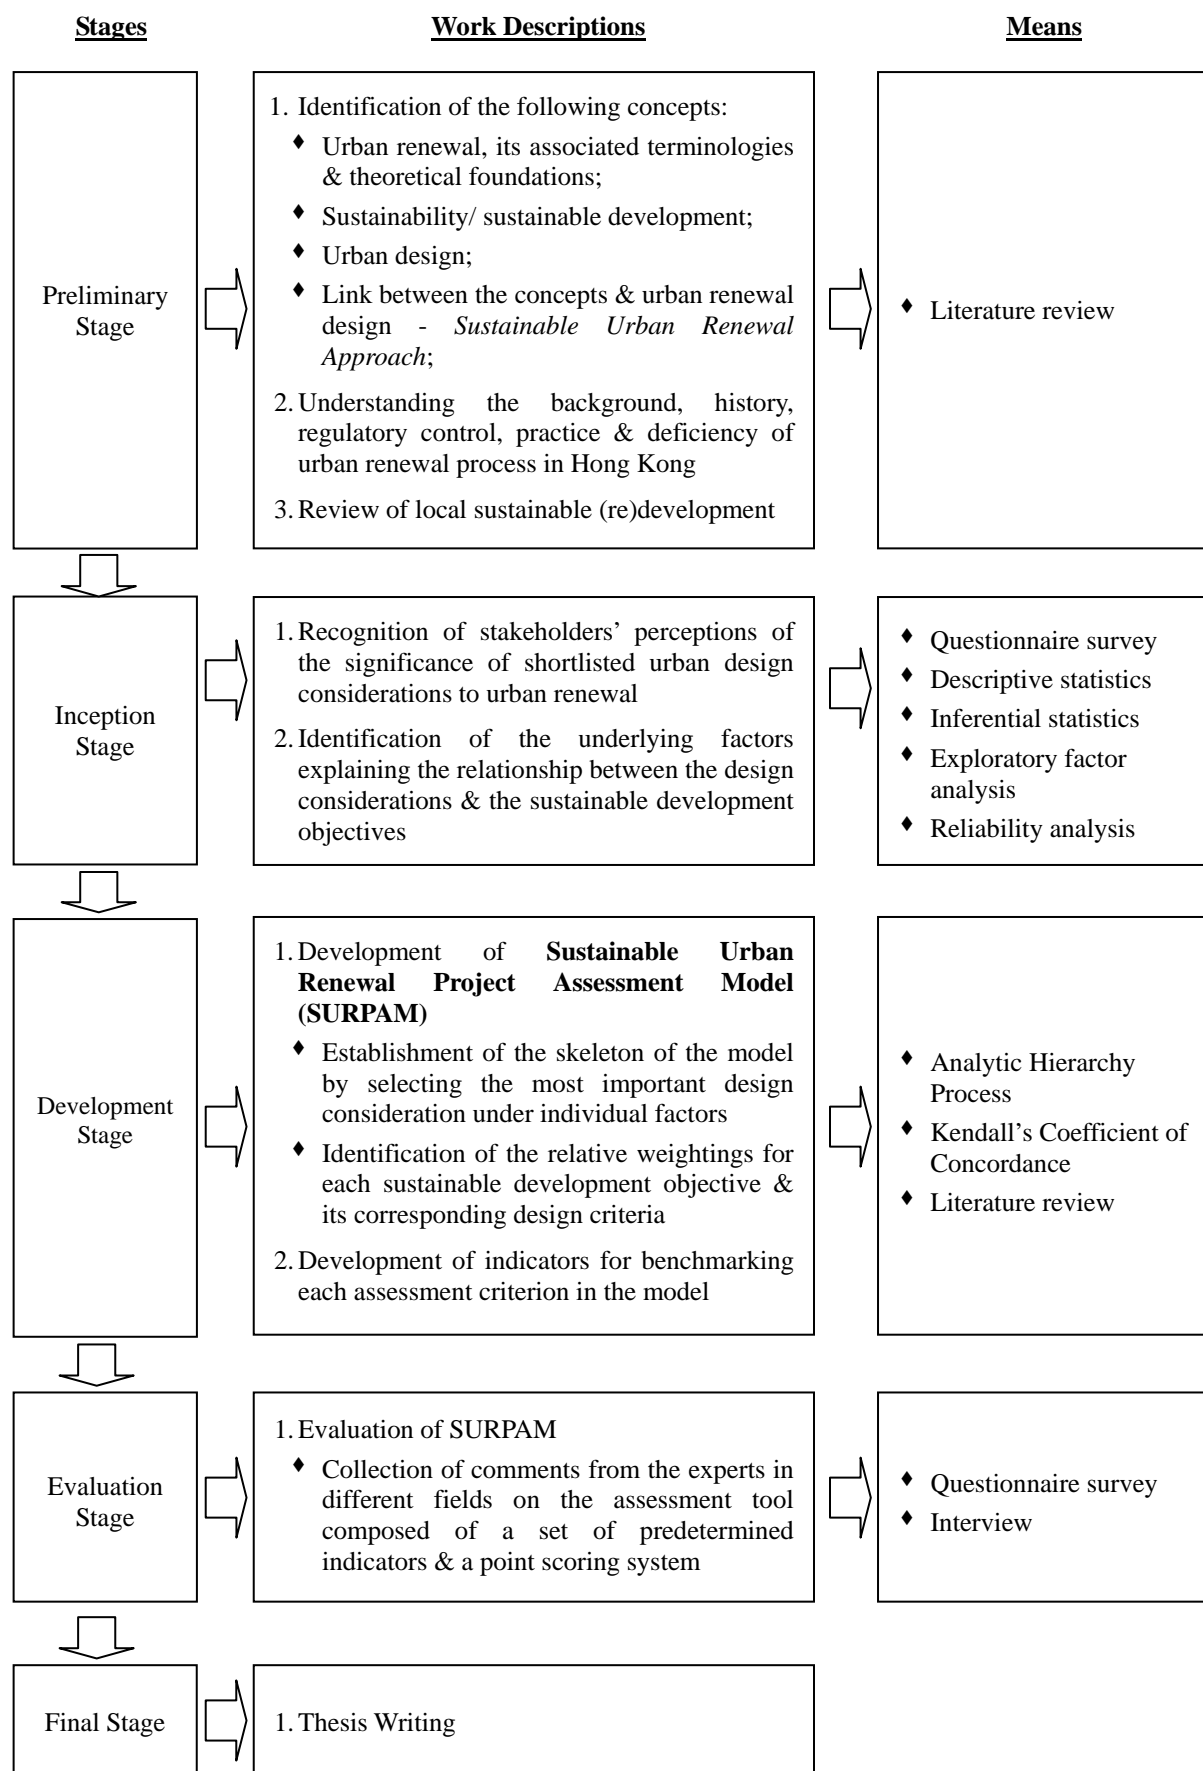 Stages
Work Descriptions
Means
Preliminary
Stage
1. Identification of the following concepts:
♦ Urban renewal, its associated terminologies
& theoretical foundations;
♦ Sustainability/ sustainable development;
♦ Urban design;
♦ Link between the concepts & urban renewal
design - Sustainable Urban Renewal
Approach;
2. Understanding the background, history,
regulatory control, practice & deficiency of
urban renewal process in Hong Kong
3. Review of local sustainable (re)development
♦ Literature review
Inception
Stage
1. Recognition of stakeholders’ perceptions of
the significance of shortlisted urban design
considerations to urban renewal
2. Identification of the underlying factors
explaining the relationship between the design
considerations & the sustainable development
objectives
♦ Questionnaire survey
♦ Descriptive statistics
♦ Inferential statistics
♦ Exploratory factor
analysis
♦ Reliability analysis
Development
Stage
1. Development of Sustainable Urban
Renewal Project Assessment Model
(SURPAM)
♦ Establishment of the skeleton of the model
by selecting the most important design
consideration under individual factors
♦ Identification of the relative weightings for
each sustainable development objective &
its corresponding design criteria
2. Development of indicators for benchmarking
each assessment criterion in the model
♦ Analytic Hierarchy
Process
♦ Kendall’s Coefficient of
Concordance
♦ Literature review
Evaluation
Stage
1. Evaluation of SURPAM
♦ Collection of comments from the experts in
different fields on the assessment tool
composed of a set of predetermined
indicators & a point scoring system
♦ Questionnaire survey
♦ Interview
Final Stage
1. Thesis Writing